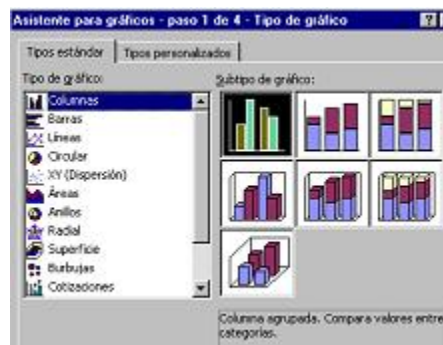 Asistente para gráficos - paso 1 de 4 - Tipo de gráfico
Tipos estándar
Tipos personalizados
Tipo de gráfico:
Subtipo de gráfico:
Columnas
Barras
Líneas
Circular
XY (Dispersión)
Áreas
Anillos
Radial
Superficie
Burbujas
Cotizaciones
Columna agrupada. Compara valores entre
categorías.